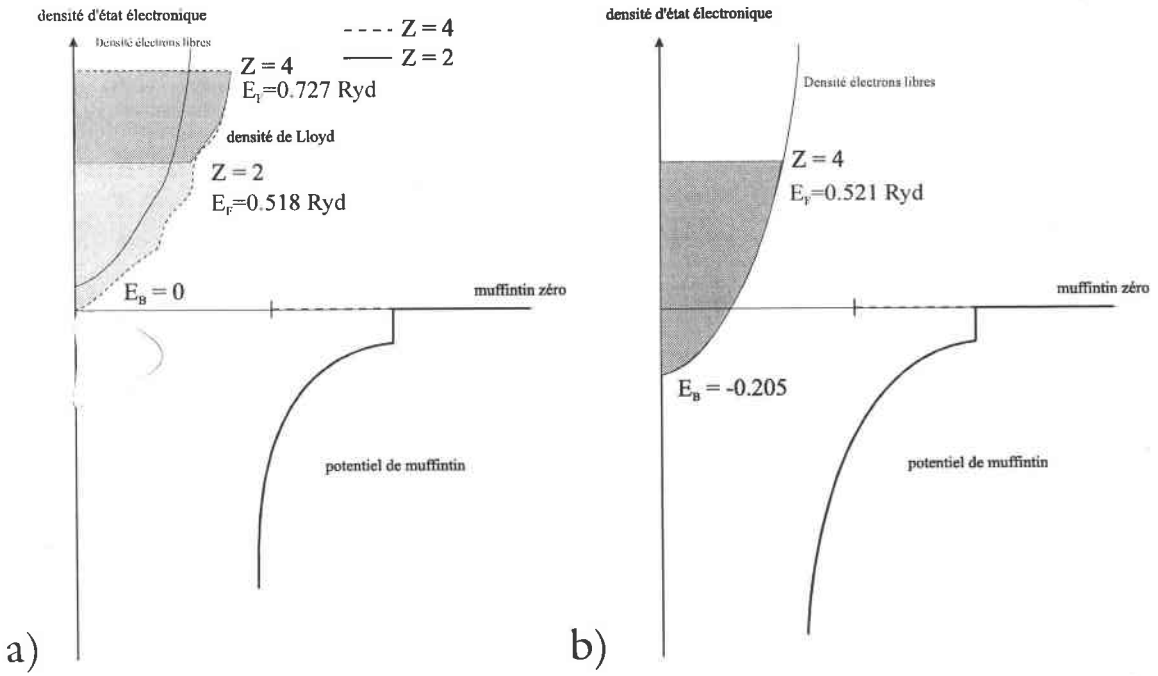 densité d'état électronique
Densité électrons libres
Z = 4
Z = 2
Z = 4
E_F=0.727 Ryd
densité de Lloyd
Z = 2
E_F=0.518 Ryd
E_B = 0
muffintin zéro
potentiel de muffintin
a)
densité d'état électronique
Densité électrons libres
Z = 4
E_F=0.521 Ryd
muffintin zéro
E_B = -0.205
potentiel de muffintin
b)